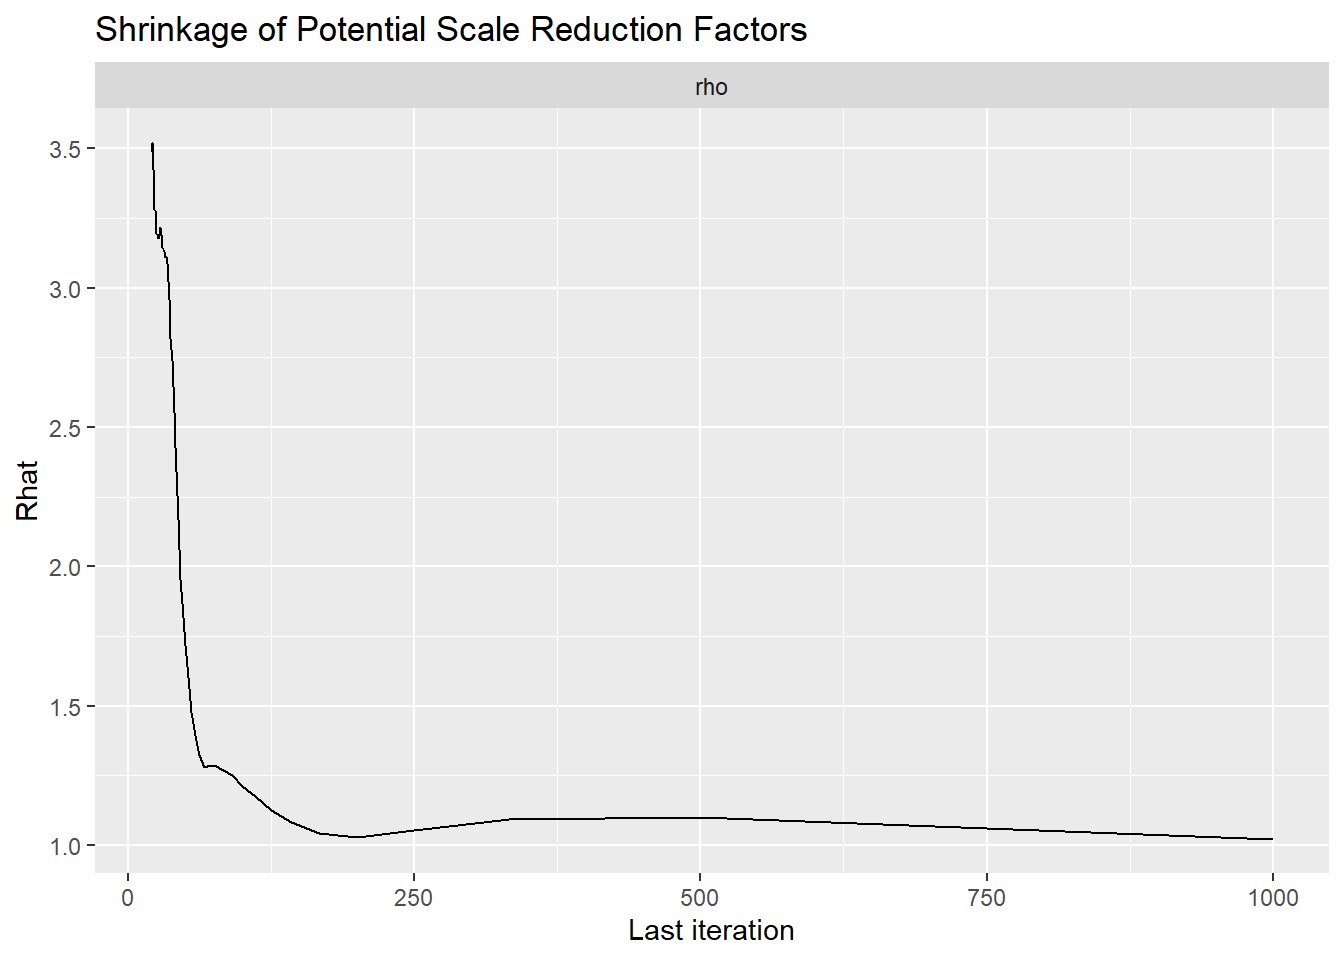 Shrinkage of Potential Scale Reduction Factors
rho
3.5
3.0
2.5
2.0
1.5
1.0
Rhat
0 250 500 750 1000
Last iteration